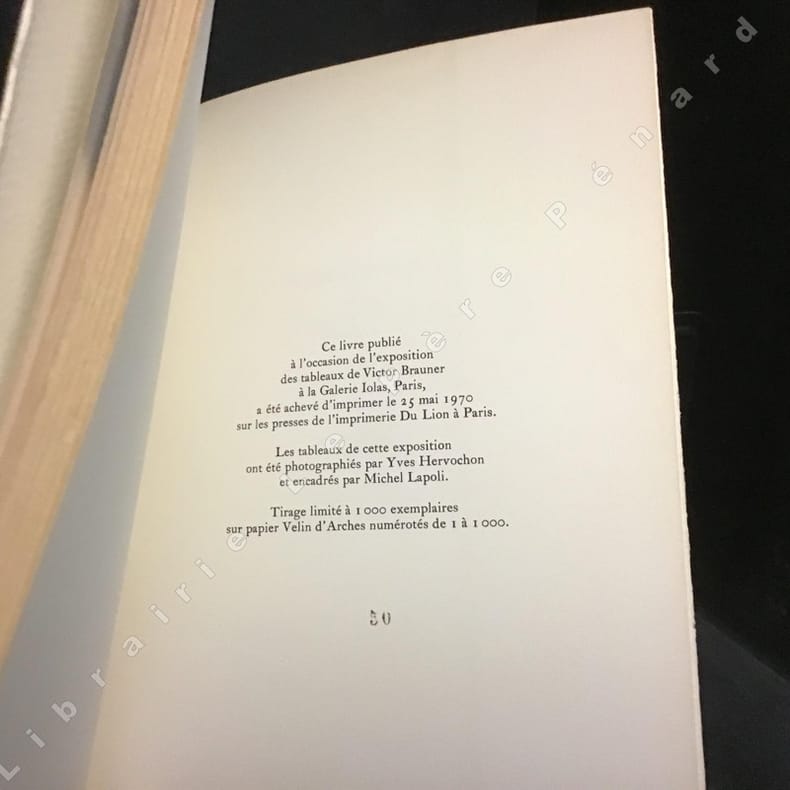 Ce livre publié
à l'occasion de l'exposition
des tableaux de Victor Brauner
à la Galerie Iolas, Paris,
a été achevé d'imprimer le 25 mai 1970
sur les presses de l'imprimerie Du Lion à Paris.
Les tableaux de cette exposition
ont été photographiés par Yves Hervochon
et encadrés par Michel Lapoli.
Tirage limité à 1 000 exemplaires
sur papier Velin d'Arches numérotés de 1 à 1 000.
50
Librairie Le Père Pénard